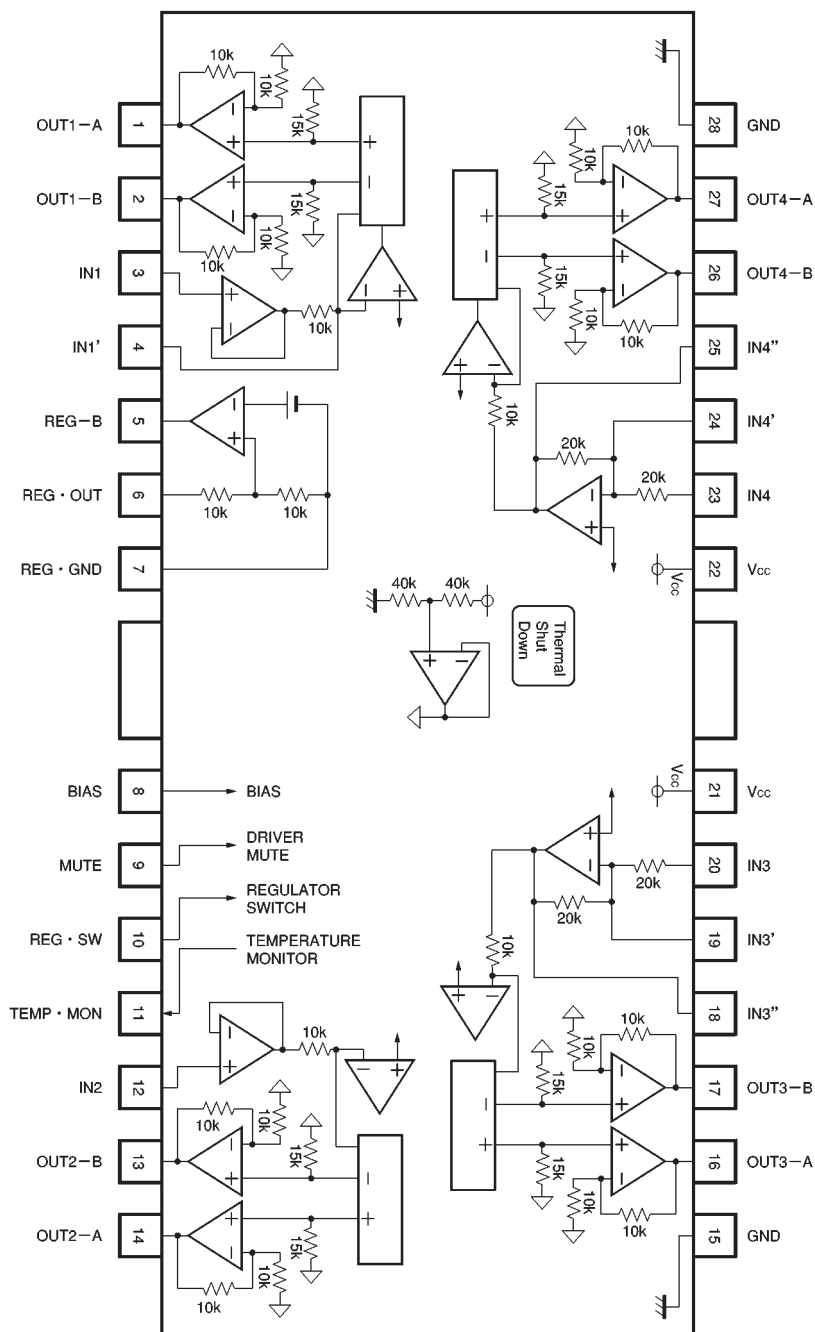 10k
10k
15k
OUT1-A
1
−
+
+
28
GND
10k
10k
15k
−
+
+
27
OUT4-A
OUT1-B
2
+
−
−
15k
10k
10k
−
+
−
15k
10k
10k
26
OUT4-B
IN1
3
+
−
10k
−
+
IN1'
4
+
−
10k
25
IN4"
REG-B
5
−
+
24
IN4'
20k
20k
REG・OUT
6
10k
10k
−
+
23
IN4
REG・GND
7
22
Vcc
Vcc
40k
40k
+
−
Thermal
Shut
Down
BIAS
8
BIAS
Vcc
21
Vcc
MUTE
9
DRIVER
MUTE
+
−
20k
20
IN3
REG・SW
10
REGULATOR
SWITCH
20k
10k
19
IN3'
TEMP・MON
11
TEMPERATURE
MONITOR
+
−
18
IN3"
IN2
12
−
+
10k
−
+
10k
10k
15k
−
−
+
17
OUT3-B
OUT2-B
13
10k
10k
15k
−
+
−
+
+
−
15k
10k
10k
16
OUT3-A
OUT2-A
14
+
−
+
15k
10k
10k
15
GND